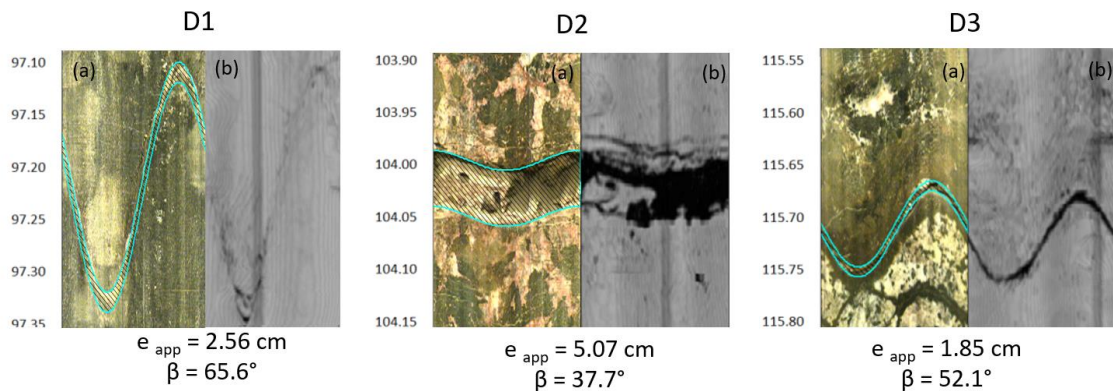 D1
97.10
97.15
97.20
97.25
97.30
97.35
(a)
(b)
e app = 2.56 cm
β = 65.6°
D2
103.90
103.95
104.00
104.05
104.10
104.15
(a)
(b)
e app = 5.07 cm
β = 37.7°
D3
115.55
115.60
115.65
115.70
115.75
115.80
(a)
(b)
e app = 1.85 cm
β = 52.1°